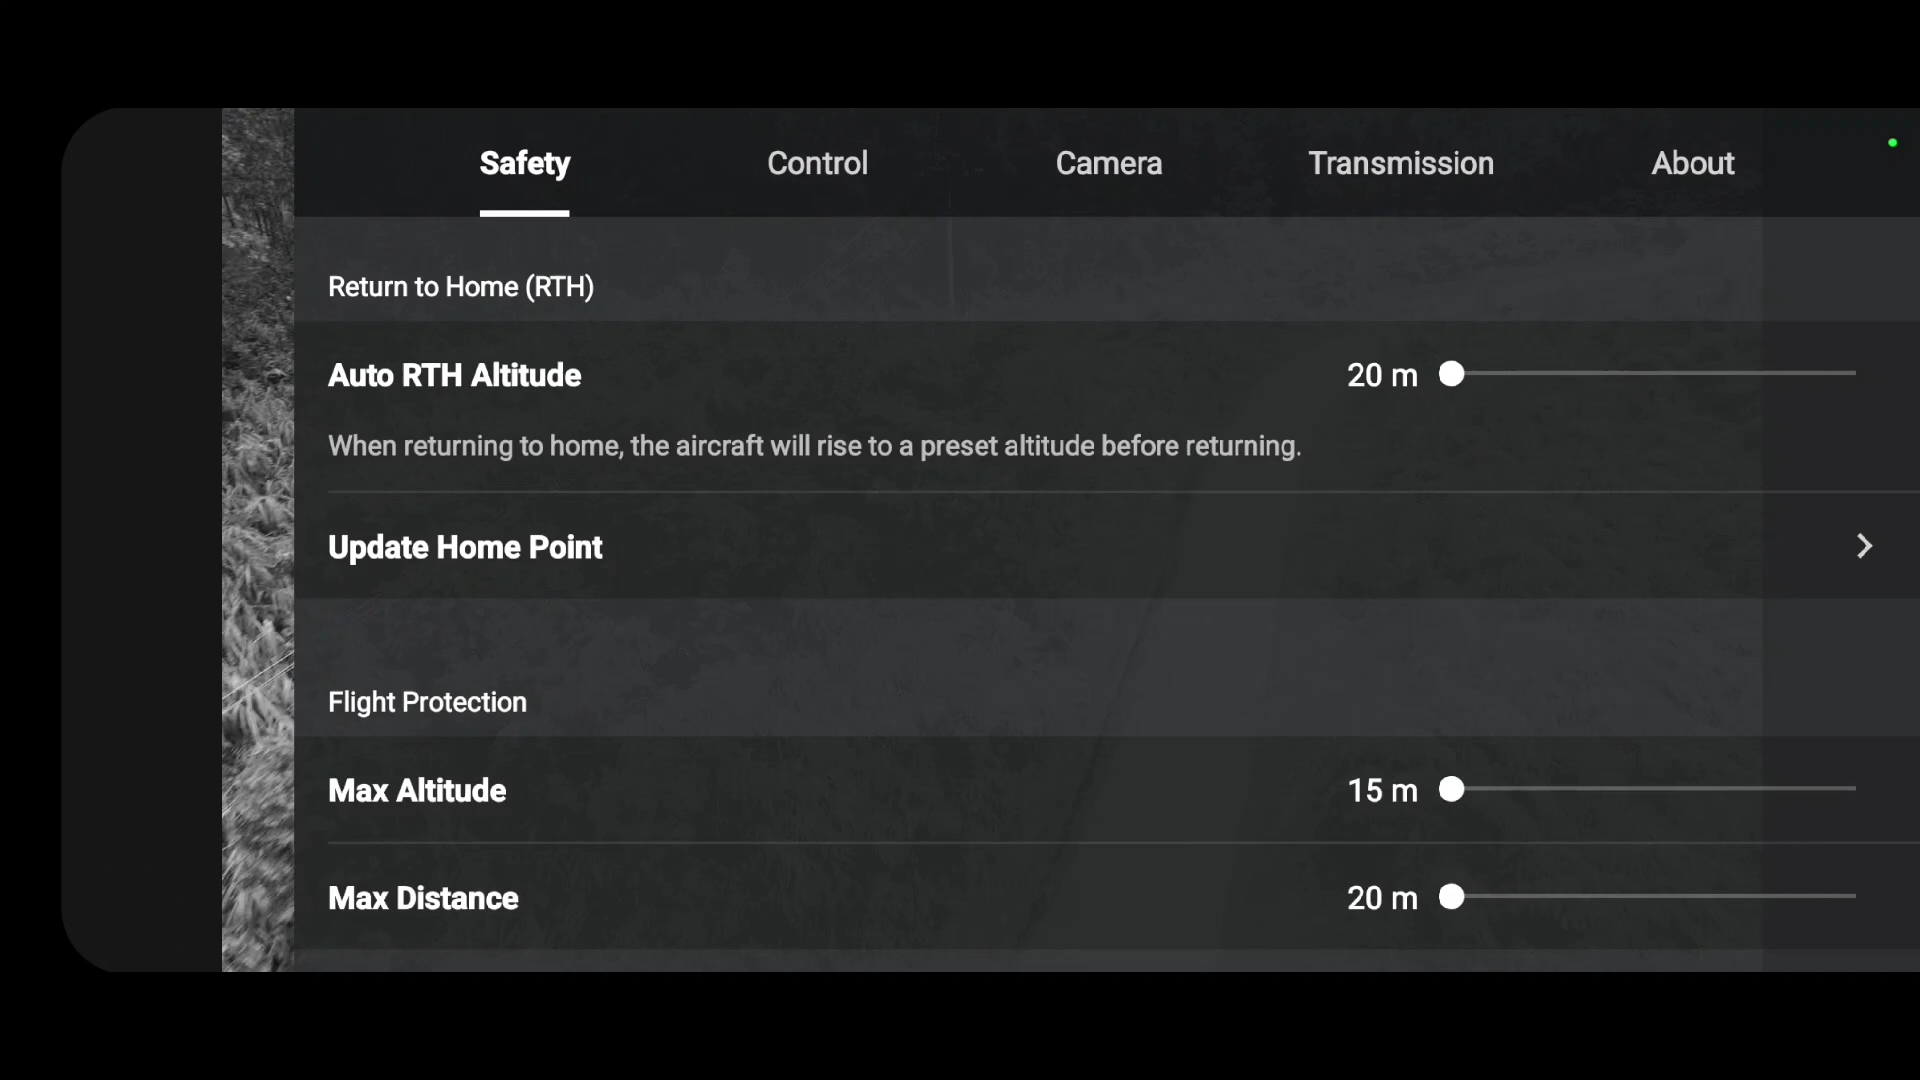 Safety Control Camera Transmission About
Return to Home (RTH)
Auto RTH Altitude 20 m
When returning to home, the aircraft will rise to a preset altitude before returning.
Update Home Point
Flight Protection
Max Altitude 15 m
Max Distance 20 m